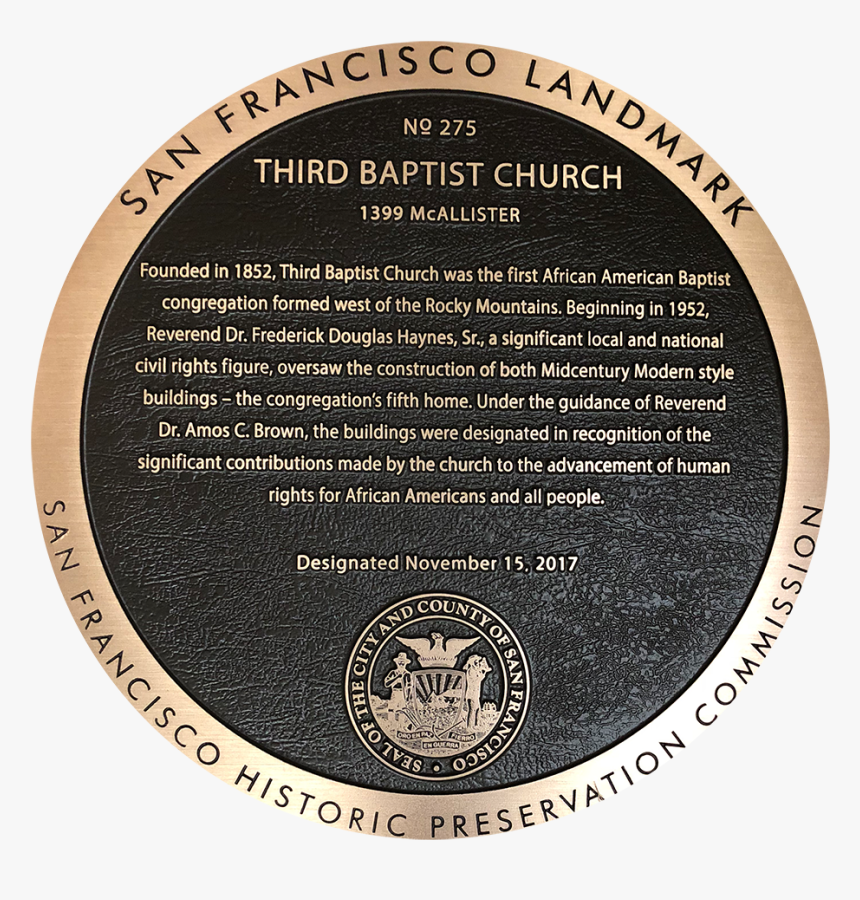 SAN FRANCISCO LANDMARK
Nº 275
THIRD BAPTIST CHURCH
1399 McALLISTER
Founded in 1852, Third Baptist Church was the first African American Baptist
congregation formed west of the Rocky Mountains. Beginning in 1952,
Reverend Dr. Frederick Douglas Haynes, Sr., a significant local and national
civil rights figure, oversaw the construction of both Midcentury Modern style
buildings – the congregation's fifth home. Under the guidance of Reverend
Dr. Amos C. Brown, the buildings were designated in recognition of the
significant contributions made by the church to the advancement of human
rights for African Americans and all people.
Designated November 15, 2017
SEAL OF THE CITY AND COUNTY OF SAN FRANCISCO
ORO EN PAZ FIERRO
EN GUERRA
SAN FRANCISCO HISTORIC PRESERVATION COMMISSION